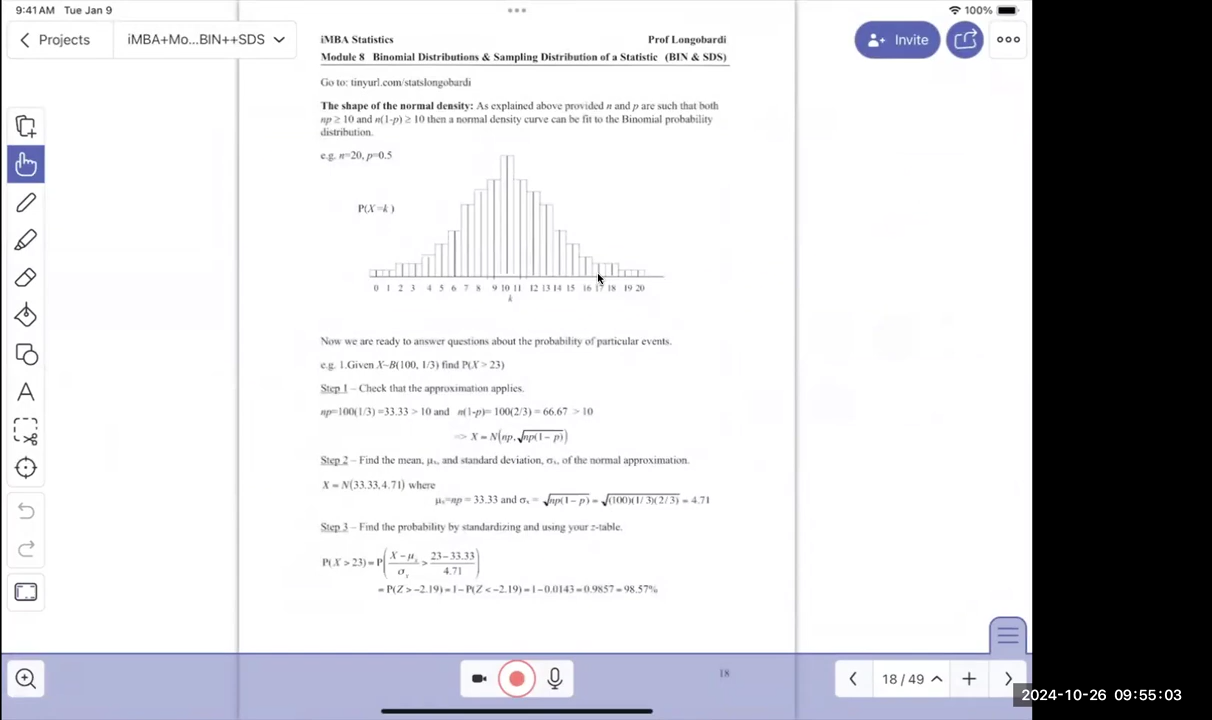 9:41 AM Tue Jan 9
100%
Projects
iMBA+Mo...BIN++SDS
Invite
iMBA Statistics Prof Longobardi
Module 8 Binomial Distributions & Sampling Distribution of a Statistic (BIN & SDS)
Go to: tinyurl.com/statslongobardi
The shape of the normal density: As explained above provided n and p are such that both
np ≥ 10 and n(1-p) ≥ 10 then a normal density curve can be fit to the Binomial probability
distribution.
e.g. n=20, p=0.5
P(X=k )
0 1 2 3 4 5 6 7 8 9 10 11 12 13 14 15 16 17 18 19 20
k
Now we are ready to answer questions about the probability of particular events.
e.g. 1.Given X~B(100, 1/3) find P(X > 23)
Step 1 – Check that the approximation applies.
np=100(1/3) =33.33 > 10 and n(1-p)= 100(2/3) = 66.67 > 10
=> X ≈ N(np, √np(1 − p))
Step 2 – Find the mean, μₓ, and standard deviation, σₓ, of the normal approximation.
X ≈ N(33.33,4.71) where
μₓ=np = 33.33 and σₓ = √np(1 − p) = √(100)(1/3)(2/3) = 4.71
Step 3 – Find the probability by standardizing and using your z-table.
P(X > 23) = P( (X − μₓ)/σₓ > (23 − 33.33)/4.71 )
= P(Z > −2.19) = 1 − P(Z < −2.19) = 1 − 0.0143 = 0.9857 = 98.57%
18
A
18 / 49
2024-10-26 09:55:03